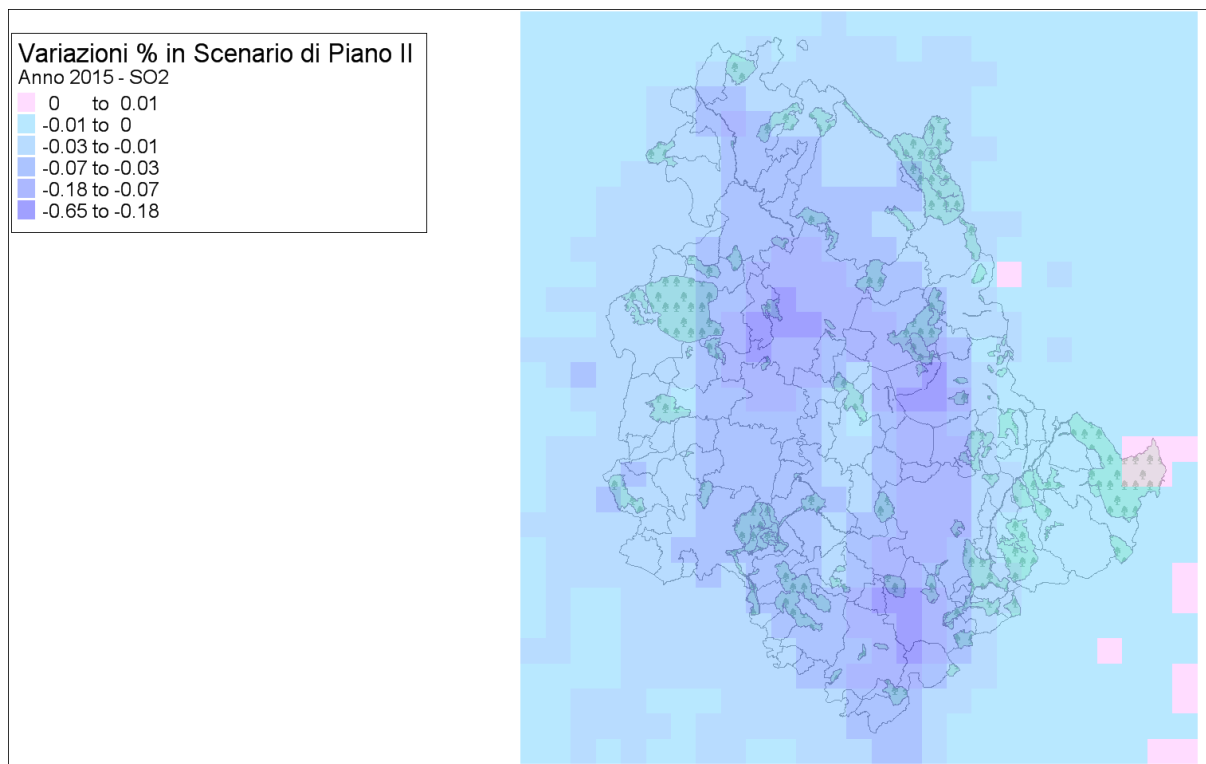 Variazioni % in Scenario di Piano II
Anno 2015 - SO2
0 to 0.01
-0.01 to 0
-0.03 to -0.01
-0.07 to -0.03
-0.18 to -0.07
-0.65 to -0.18